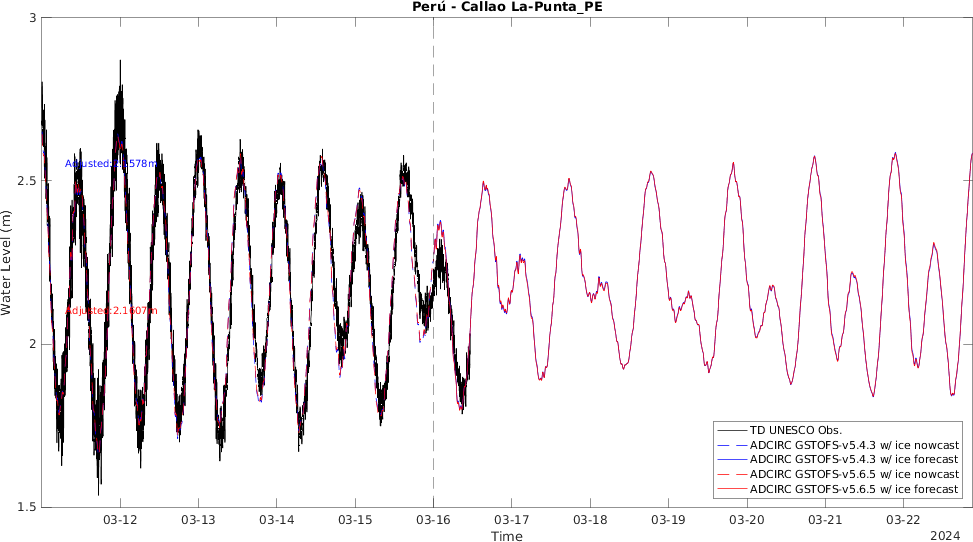 Perú - Callao La-Punta_PE
3
2.5
2
1.5
Water Level (m)
Adjusted:2.1607m
03-12
03-13
03-14
03-15
03-16
03-17
03-18
03-19
03-20
03-21
03-22
Time
2024
TD UNESCO Obs.
ADCIRC GSTOFS-v5.4.3 w/ ice nowcast
ADCIRC GSTOFS-v5.4.3 w/ ice forecast
ADCIRC GSTOFS-v5.6.5 w/ ice nowcast
ADCIRC GSTOFS-v5.6.5 w/ ice forecast